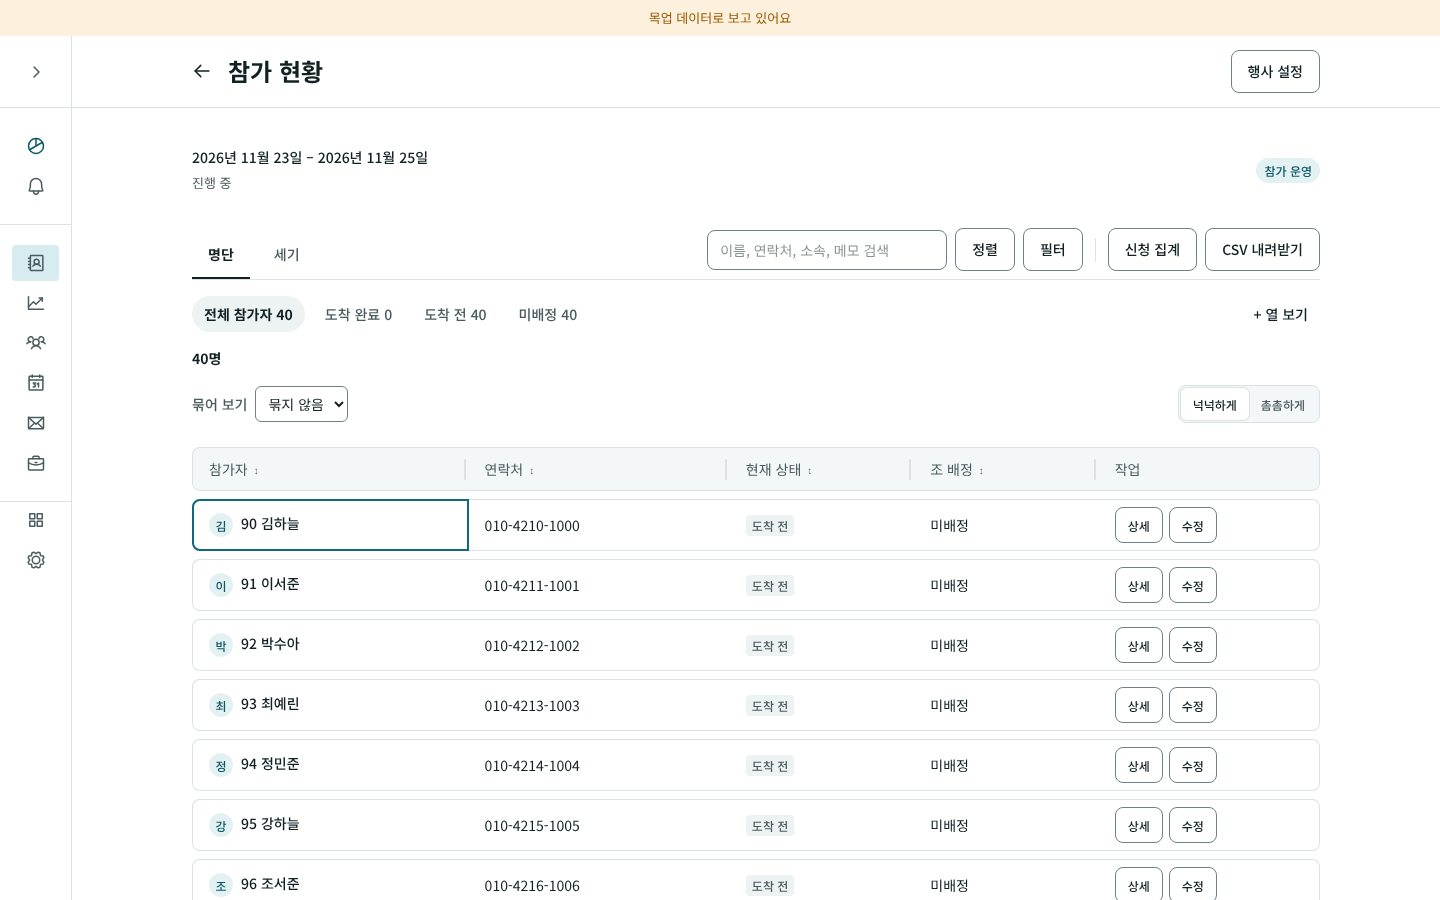 목업 데이터로 보고 있어요
참가 현황
행사 설정
2026년 11월 23일 – 2026년 11월 25일
진행 중
참가 운영
명단 세기
이름, 연락처, 소속, 메모 검색 정렬 필터 신청 집계 CSV 내려받기
전체 참가자 40 도착 완료 0 도착 전 40 미배정 40 + 열 보기
40명
묶어 보기 묶지 않음 넉넉하게 촘촘하게
참가자 ↕ 연락처 ↕ 현재 상태 ↕ 조 배정 ↕ 작업
김 90 김하늘 010-4210-1000 도착 전 미배정 상세 수정
이 91 이서준 010-4211-1001 도착 전 미배정 상세 수정
박 92 박수아 010-4212-1002 도착 전 미배정 상세 수정
최 93 최예린 010-4213-1003 도착 전 미배정 상세 수정
정 94 정민준 010-4214-1004 도착 전 미배정 상세 수정
강 95 강하늘 010-4215-1005 도착 전 미배정 상세 수정
조 96 조서준 010-4216-1006 도착 전 미배정 상세 수정